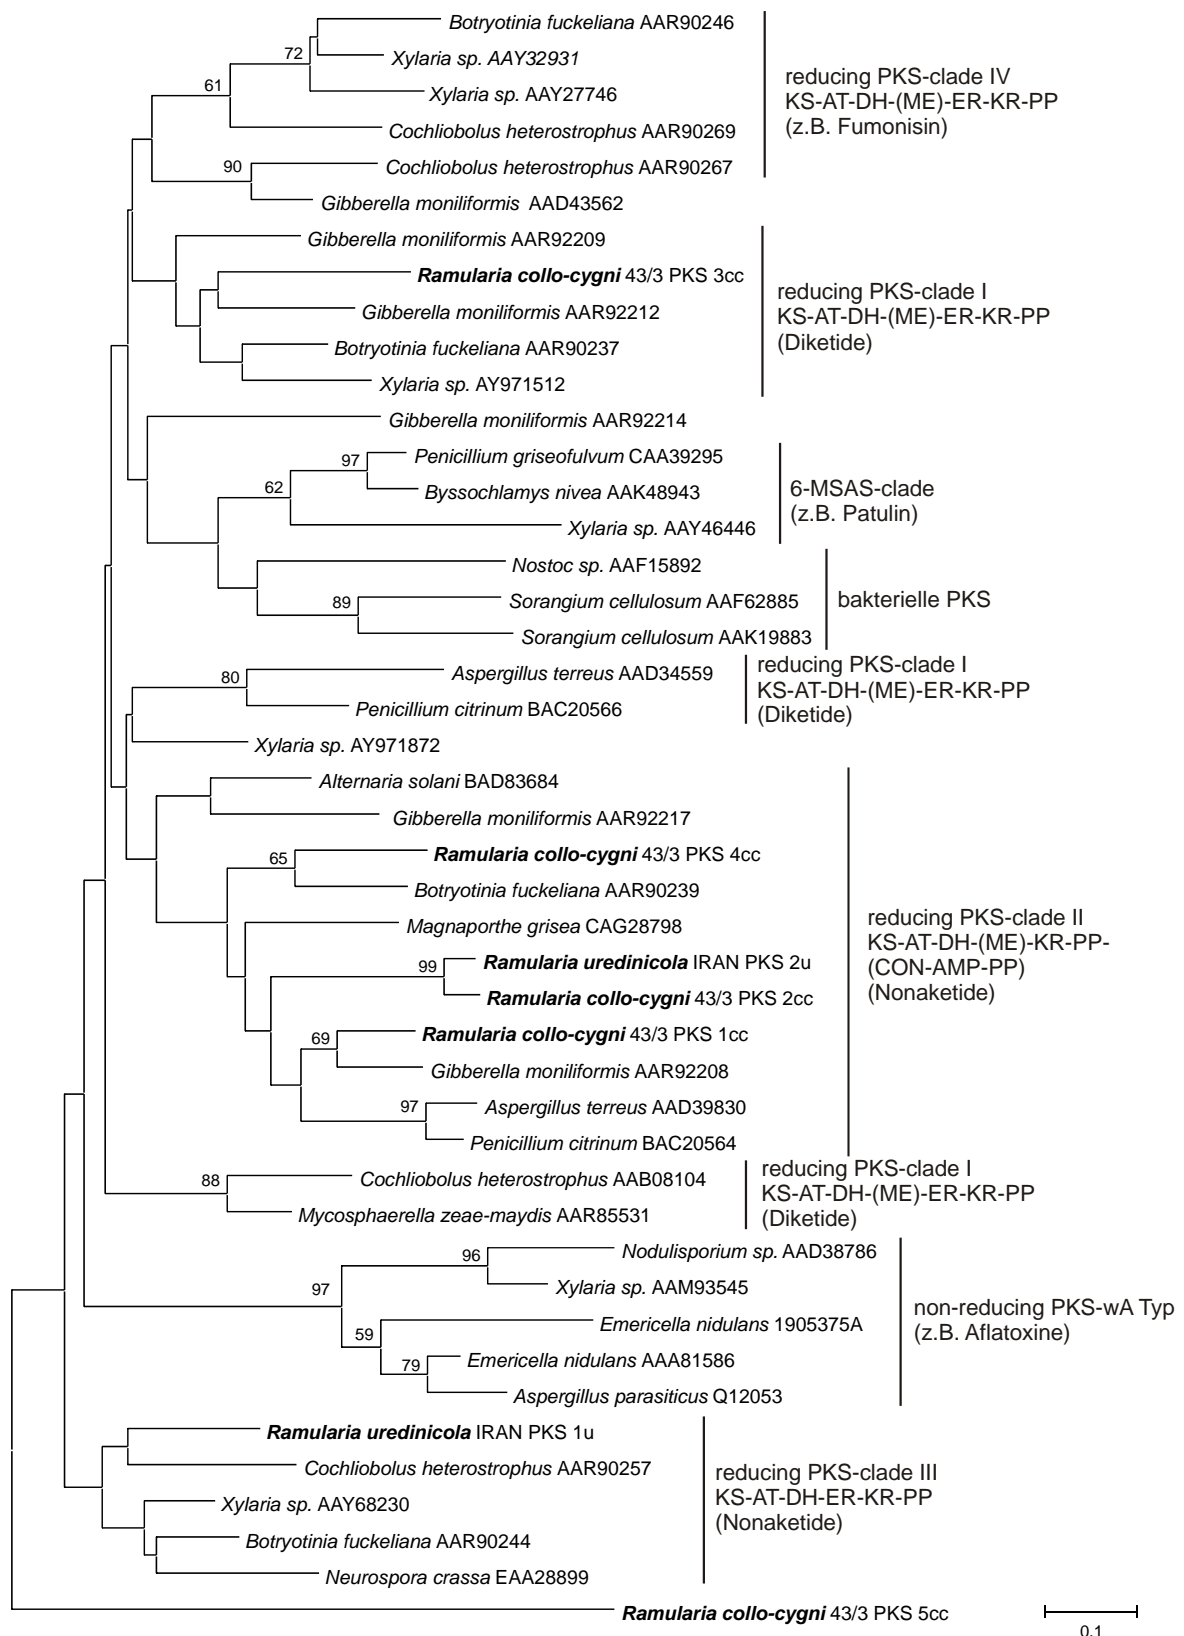 Botryotinia fuckeliana AAR90246
72
Xylaria sp. AAY32931
reducing PKS-clade IV
KS-AT-DH-(ME)-ER-KR-PP
(z.B. Fumonisin)
61
Xylaria sp. AAY27746
Cochliobolus heterostrophus AAR90269
90
Cochliobolus heterostrophus AAR90267
Gibberella moniliformis AAD43562
Gibberella moniliformis AAR92209
Ramularia collo-cygni 43/3 PKS 3cc
reducing PKS-clade I
KS-AT-DH-(ME)-ER-KR-PP
(Diketide)
Gibberella moniliformis AAR92212
Botryotinia fuckeliana AAR90237
Xylaria sp. AY971512
Gibberella moniliformis AAR92214
97
Penicillium griseofulvum CAA39295
62
Byssochlamys nivea AAK48943
6-MSAS-clade
(z.B. Patulin)
Xylaria sp. AAY46446
Nostoc sp. AAF15892
89
Sorangium cellulosum AAF62885
bakterielle PKS
Sorangium cellulosum AAK19883
80
Aspergillus terreus AAD34559
reducing PKS-clade I
KS-AT-DH-(ME)-ER-KR-PP
(Diketide)
Penicillium citrinum BAC20566
Xylaria sp. AY971872
Alternaria solani BAD83684
Gibberella moniliformis AAR92217
65
Ramularia collo-cygni 43/3 PKS 4cc
Botryotinia fuckeliana AAR90239
Magnaporthe grisea CAG28798
reducing PKS-clade II
KS-AT-DH-(ME)-KR-PP-
(CON-AMP-PP)
(Nonaketide)
99
Ramularia uredinicola IRAN PKS 2u
Ramularia collo-cygni 43/3 PKS 2cc
69
Ramularia collo-cygni 43/3 PKS 1cc
Gibberella moniliformis AAR92208
97
Aspergillus terreus AAD39830
Penicillium citrinum BAC20564
88
Cochliobolus heterostrophus AAB08104
reducing PKS-clade I
KS-AT-DH-(ME)-ER-KR-PP
(Diketide)
Mycosphaerella zeae-maydis AAR85531
96
Nodulisporium sp. AAD38786
97
Xylaria sp. AAM93545
non-reducing PKS-wA Typ
(z.B. Aflatoxine)
59
Emericella nidulans 1905375A
79
Emericella nidulans AAA81586
Aspergillus parasiticus Q12053
Ramularia uredinicola IRAN PKS 1u
Cochliobolus heterostrophus AAR90257
reducing PKS-clade III
KS-AT-DH-ER-KR-PP
(Nonaketide)
Xylaria sp. AAY68230
Botryotinia fuckeliana AAR90244
Neurospora crassa EAA28899
Ramularia collo-cygni 43/3 PKS 5cc
0.1